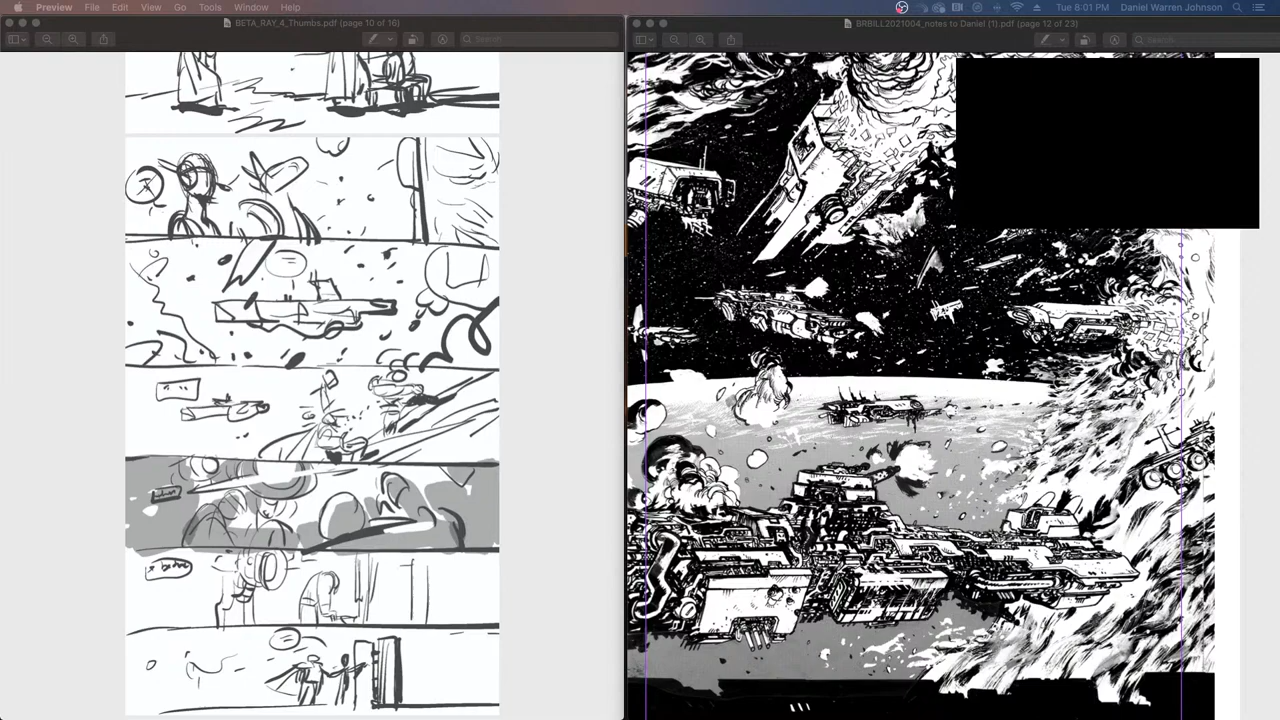 Preview File Edit View Go Tools Window Help
Tue 8:01 PM Daniel Warren Johnson
BETA_RAY_4_Thumbs.pdf (page 10 of 16)
BRBILL2021004_notes to Daniel (1).pdf (page 12 of 23)
Search
Search